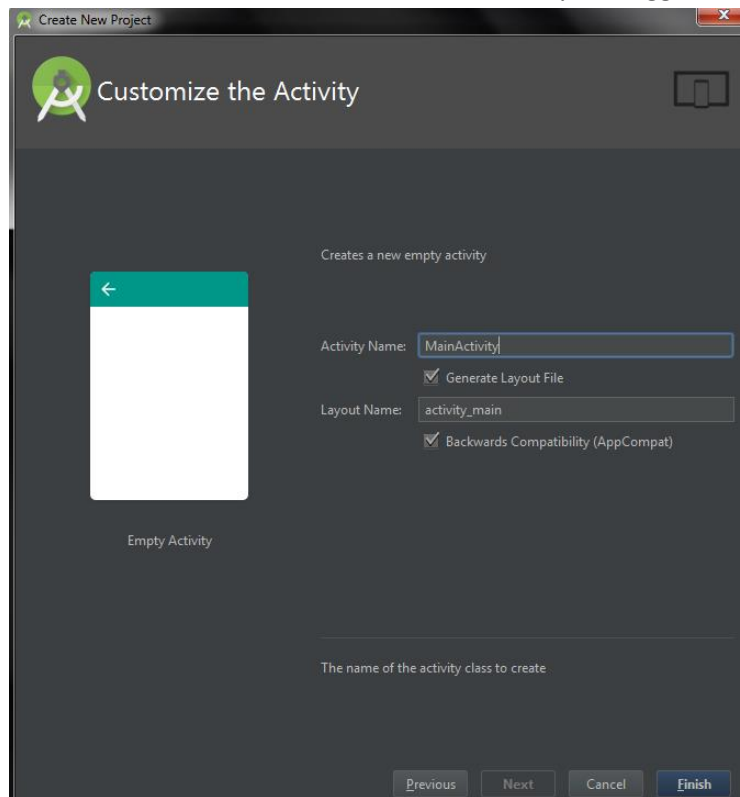 Create New Project
Customize the Activity
Creates a new empty activity
Activity Name: MainActivity
Generate Layout File
Layout Name: activity_main
Backwards Compatibility (AppCompat)
Empty Activity
The name of the activity class to create
Previous Next Cancel Finish